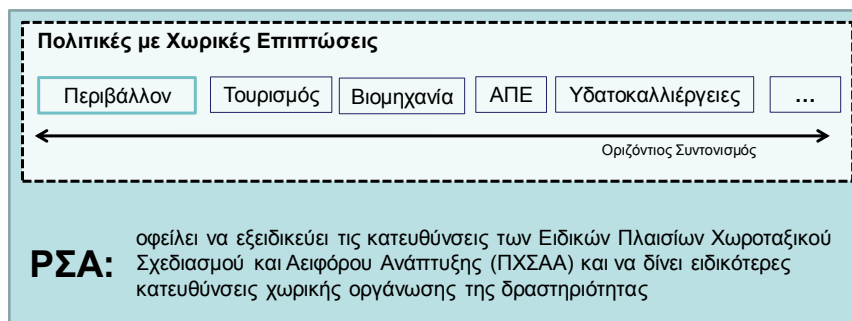 Πολιτικές με Χωρικές Επιπτώσεις
Περιβάλλον Τουρισμός Βιομηχανία ΑΠΕ Υδατοκαλλιέργειες ...
Οριζόντιος Συντονισμός
ΡΣΑ: οφείλει να εξειδικεύει τις κατευθύνσεις των Ειδικών Πλαισίων Χωροταξικού
Σχεδιασμού και Αειφόρου Ανάπτυξης (ΠΧΣΑΑ) και να δίνει ειδικότερες
κατευθύνσεις χωρικής οργάνωσης της δραστηριότητας